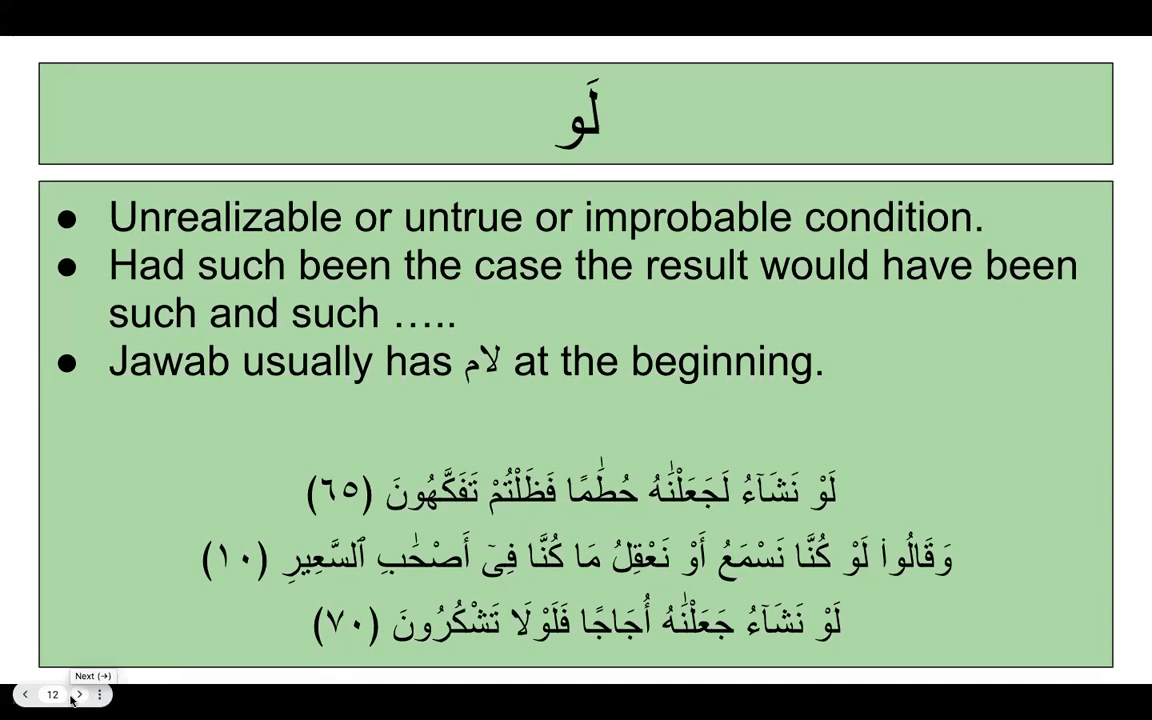 لَو
● Unrealizable or untrue or improbable condition.
● Had such been the case the result would have been
such and such …..
● Jawab usually has لام at the beginning.
لَوْ نَشَآءُ لَجَعَلْنَٰهُ حُطَٰمًا فَظَلْتُمْ تَفَكَّهُونَ (٦٥)
وَقَالُوا۟ لَوْ كُنَّا نَسْمَعُ أَوْ نَعْقِلُ مَا كُنَّا فِىٓ أَصْحَٰبِ ٱلسَّعِيرِ (١٠)
لَوْ نَشَآءُ جَعَلْنَٰهُ أُجَاجًا فَلَوْلَا تَشْكُرُونَ (٧٠)
Next (→)
12